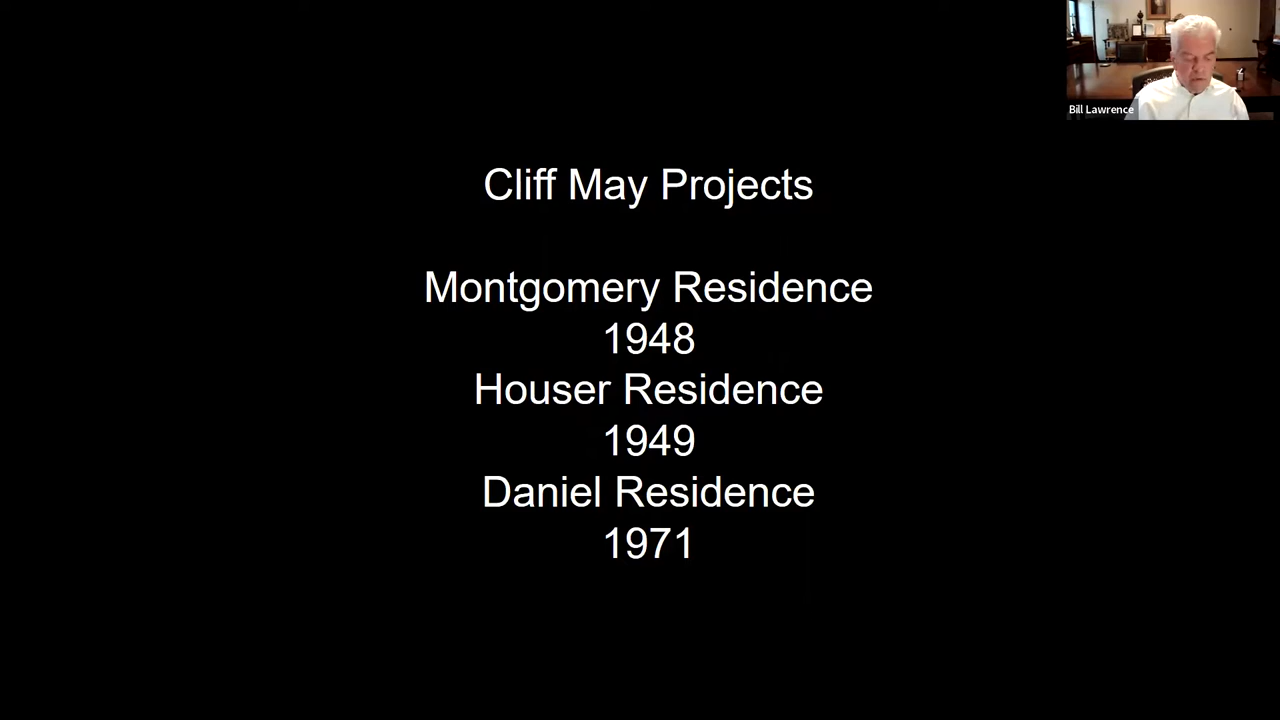 Bill Lawrence
Cliff May Projects
Montgomery Residence
1948
Houser Residence
1949
Daniel Residence
1971